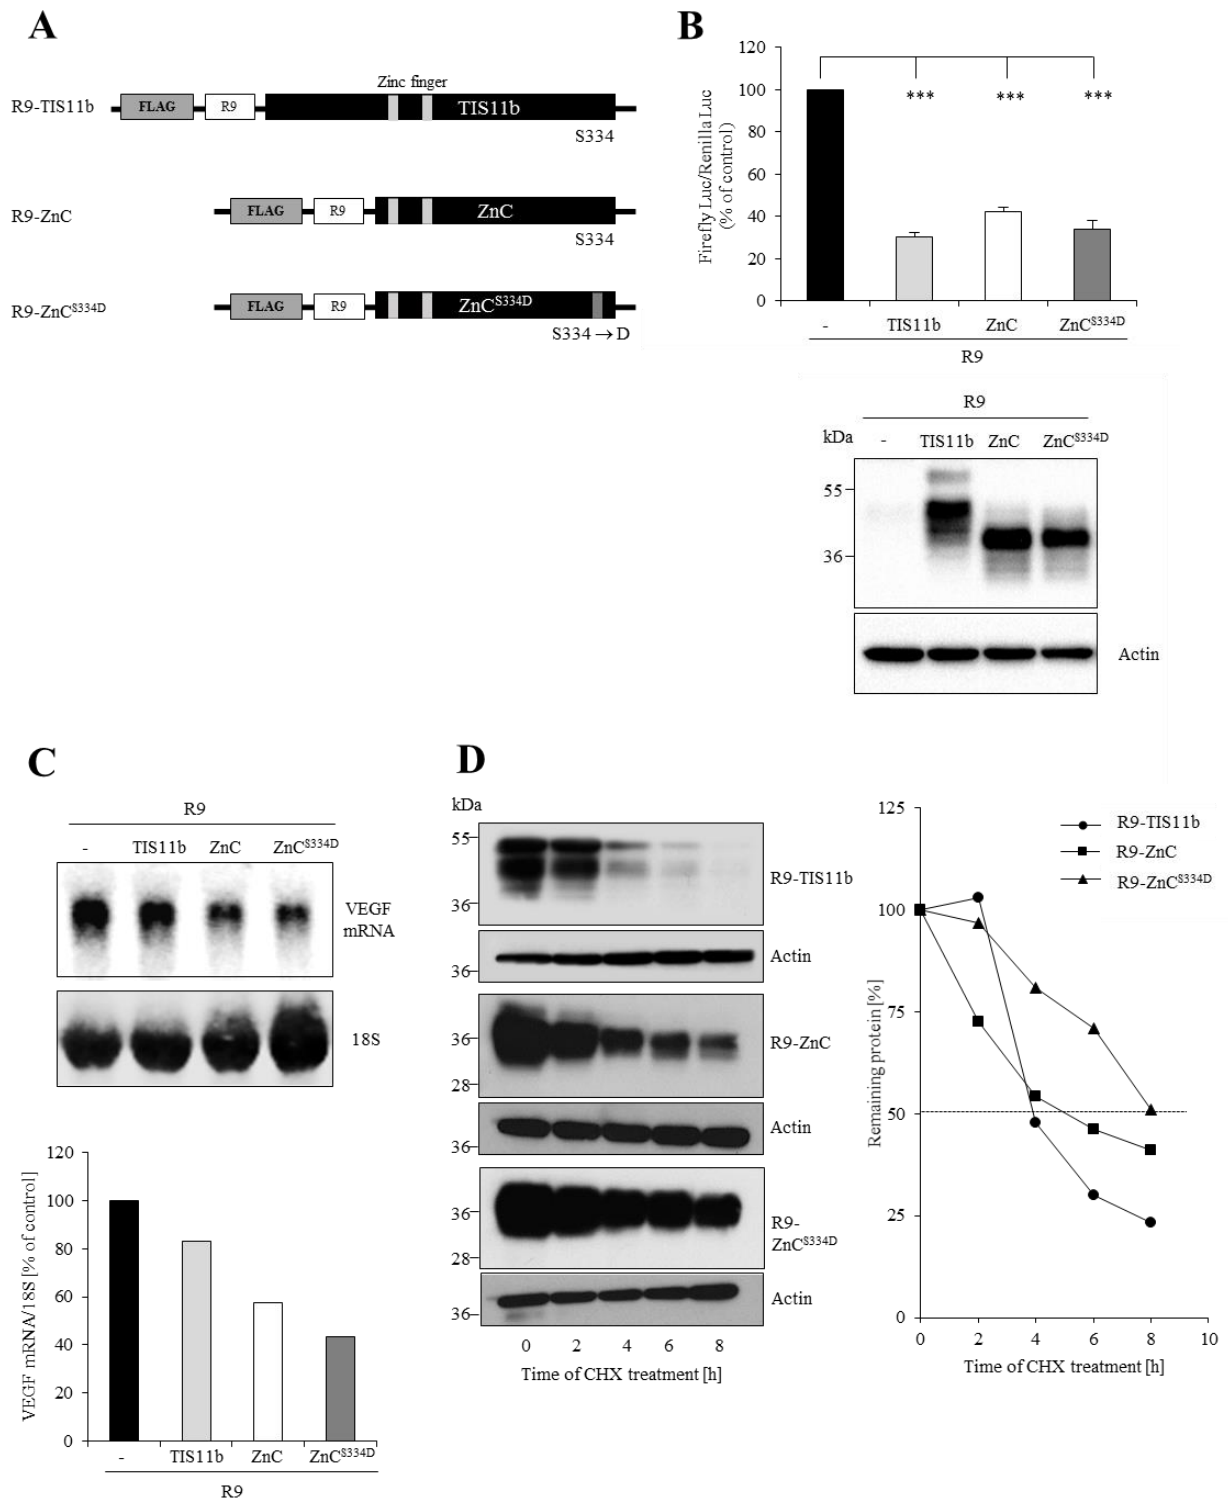 A
Zinc finger
R9-TIS11b
FLAG
R9
TIS11b
S334
R9-ZnC
FLAG
R9
ZnC
S334
R9-ZnC^S334D
FLAG
R9
ZnC^S334D
S334 → D
B
Firefly Luc/Renilla Luc
(% of control)
120
100
80
60
40
20
0
*** *** ***
- TIS11b ZnC ZnC^S334D
R9
R9
kDa - TIS11b ZnC ZnC^S334D
55
36
Actin
C
R9
- TIS11b ZnC ZnC^S334D
VEGF
mRNA
18S
VEGF mRNA/18S [% of control]
120
100
80
60
40
20
0
- TIS11b ZnC ZnC^S334D
R9
D
kDa
55
36
R9-TIS11b
36
Actin
36
28
R9-ZnC
36
Actin
36
28
R9-
ZnC^S334D
36
Actin
0 2 4 6 8
Time of CHX treatment [h]
R9-TIS11b
R9-ZnC
R9-ZnC^S334D
Remaining protein [%]
125
100
75
50
25
0
0 2 4 6 8 10
Time of CHX treatment [h]